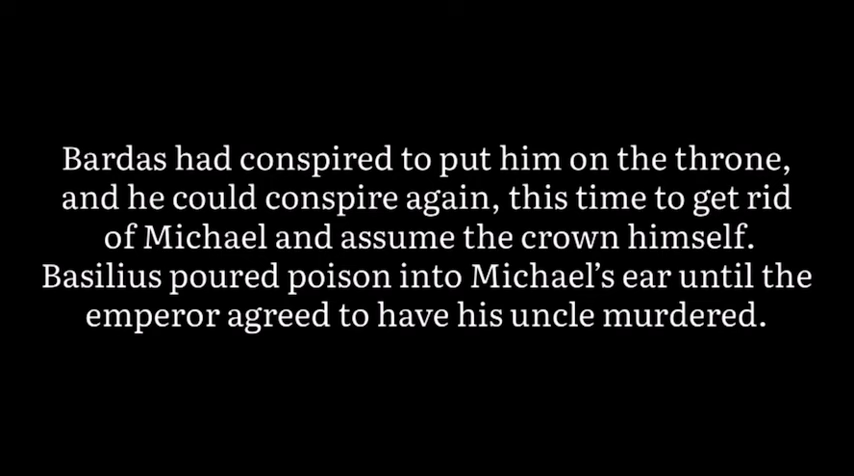 Bardas had conspired to put him on the throne,
and he could conspire again, this time to get rid
of Michael and assume the crown himself.
Basilius poured poison into Michael’s ear until the
emperor agreed to have his uncle murdered.